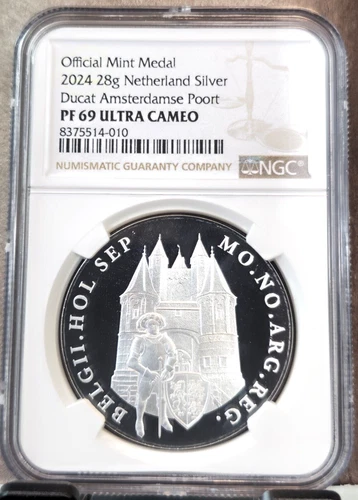 Official Mint Medal
2024 28g Netherland Silver
Ducat Amsterdamse Poort
PF 69 ULTRA CAMEO
8375514-010
NUMISMATIC GUARANTY COMPANY NGC
BELGII.HOL SEP
MO.NO.ARG.REG.